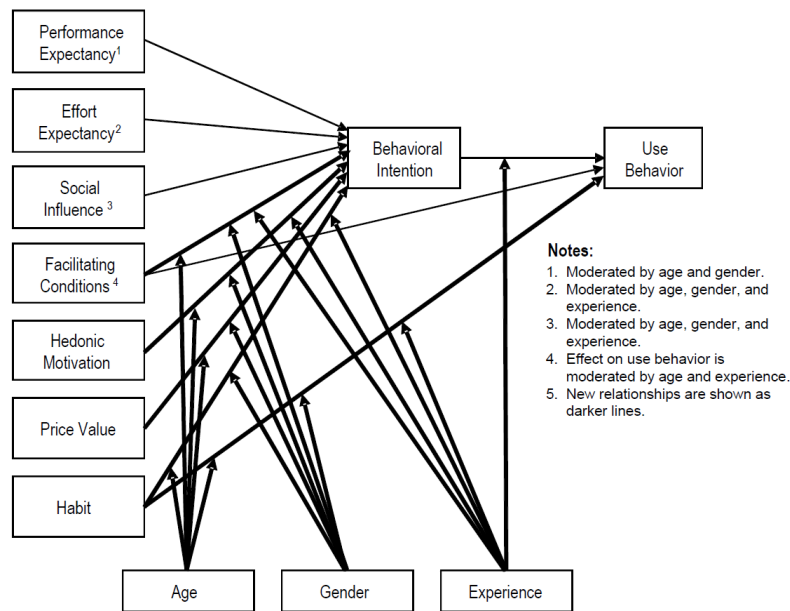 Performance
Expectancy¹
Effort
Expectancy²
Social
Influence ³
Facilitating
Conditions ⁴
Hedonic
Motivation
Price Value
Habit
Behavioral
Intention
Use
Behavior
Notes:
1. Moderated by age and gender.
2. Moderated by age, gender, and
experience.
3. Moderated by age, gender, and
experience.
4. Effect on use behavior is
moderated by age and experience.
5. New relationships are shown as
darker lines.
Age
Gender
Experience